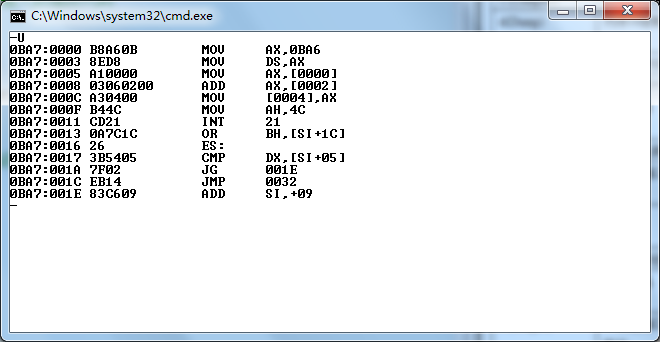 C:\Windows\system32\cmd.exe
-U
0BA7:0000 B8A60B MOV AX,0BA6
0BA7:0003 8ED8 MOV DS,AX
0BA7:0005 A10000 MOV AX,[0000]
0BA7:0008 03060200 ADD AX,[0002]
0BA7:000C A30400 MOV [0004],AX
0BA7:000F B44C MOV AH,4C
0BA7:0011 CD21 INT 21
0BA7:0013 0A7C1C OR BH,[SI+1C]
0BA7:0016 26 ES:
0BA7:0017 3B5405 CMP DX,[SI+05]
0BA7:001A 7F02 JG 001E
0BA7:001C EB14 JMP 0032
0BA7:001E 83C609 ADD SI,+09
-